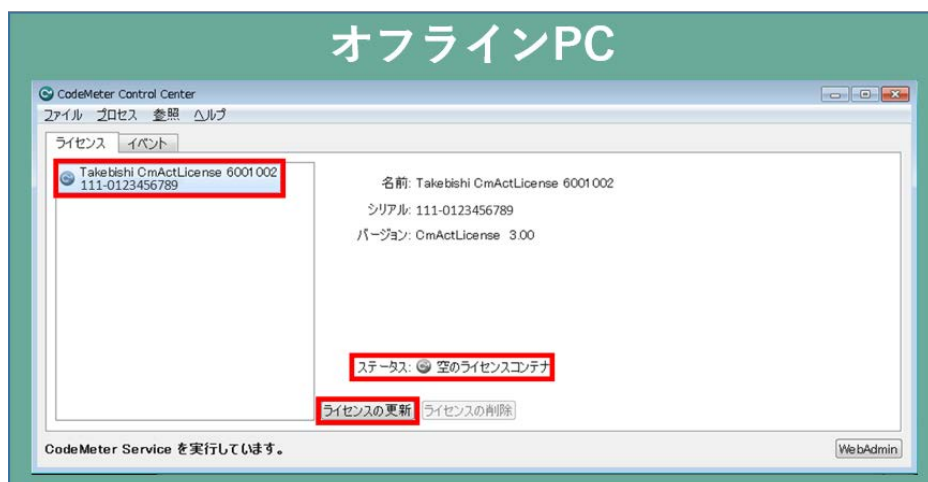 オフラインPC
CodeMeter Control Center
ファイル プロセス 参照 ヘルプ
ライセンス イベント
Takebishi CmActLicense 6001002
111-0123456789
名前: Takebishi CmActLicense 6001002
シリアル: 111-0123456789
バージョン: CmActLicense 3.00
ステータス: 空のライセンスコンテナ
ライセンスの更新 ライセンスの削除
CodeMeter Service を実行しています。
WebAdmin